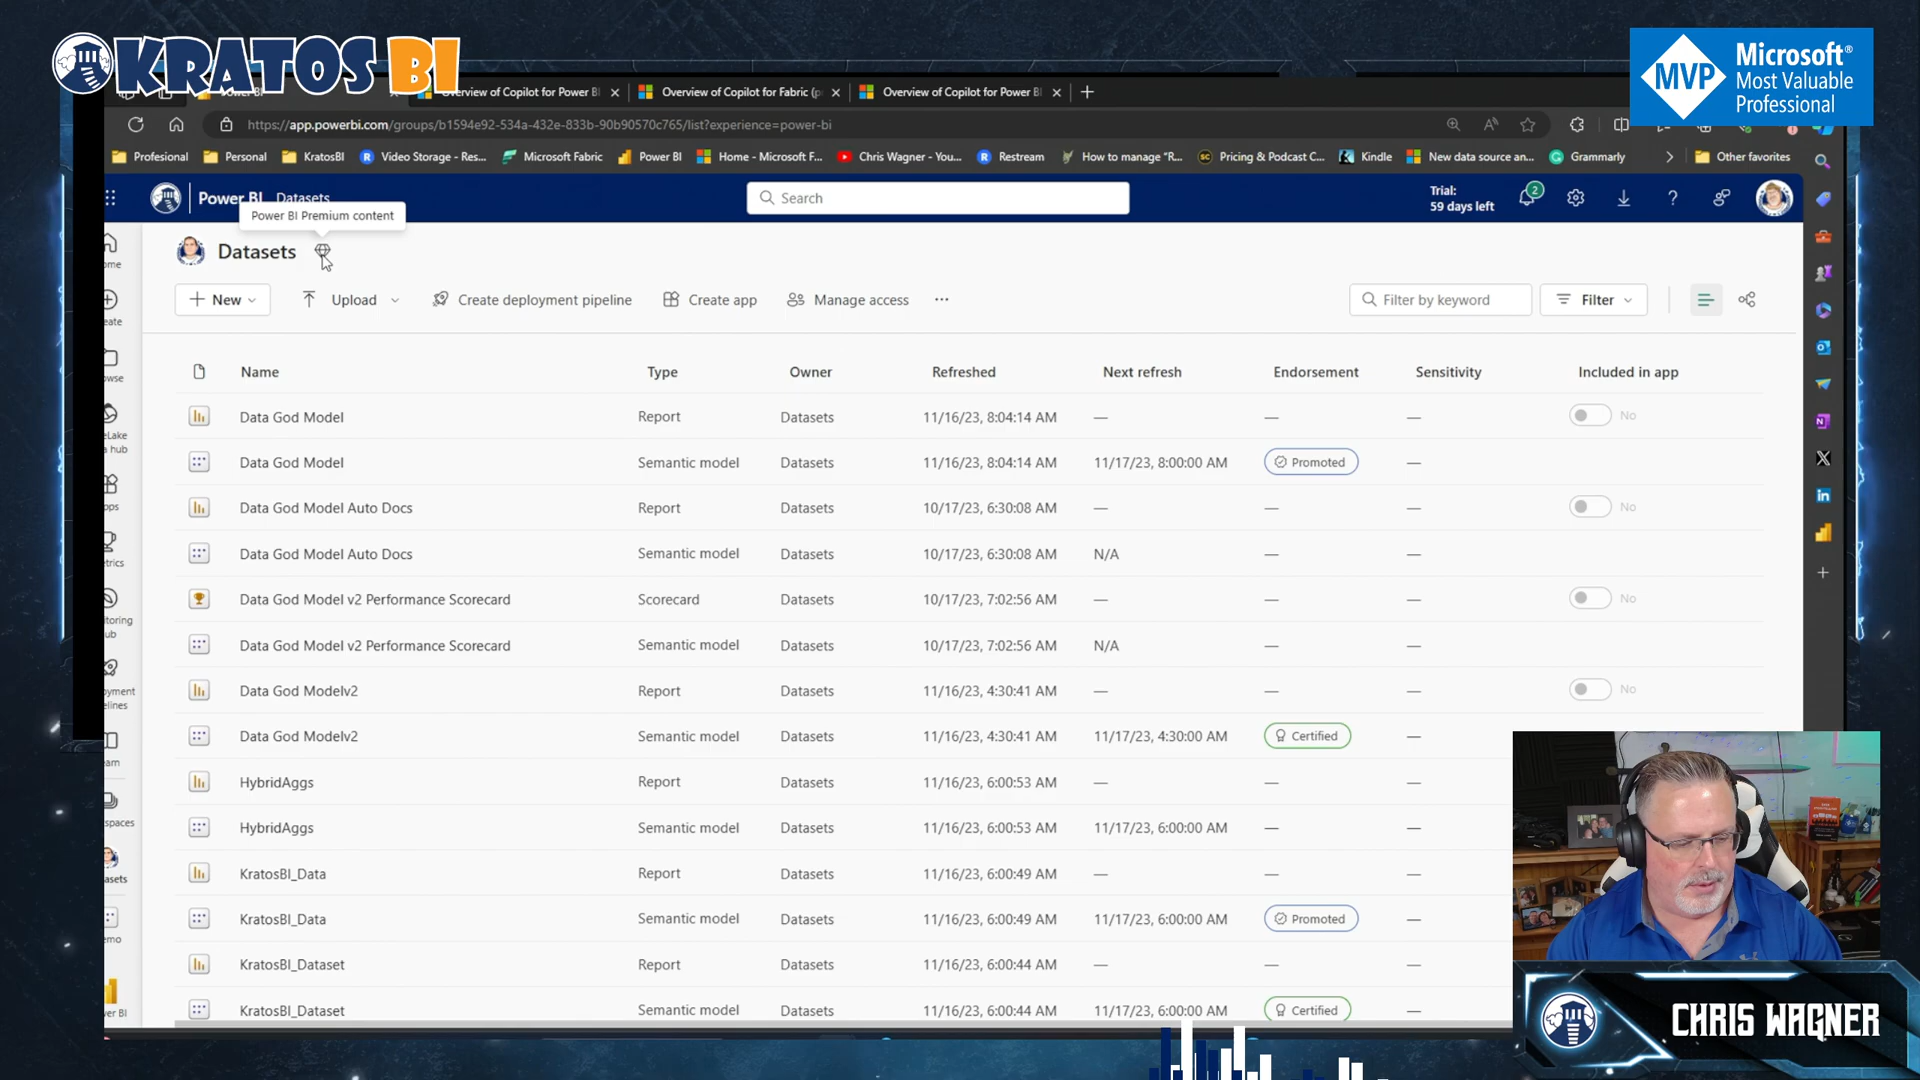 KRATOS BI
MVP
Microsoft®
Most Valuable
Professional
Overview of Copilot for Power BI
Overview of Copilot for Fabric (p
Overview of Copilot for Power BI
https://app.powerbi.com/groups/b1594e92-534a-432e-833b-90b90570c765/list?experience=power-bi
Profesional Personal KratosBI Video Storage - Res... Microsoft Fabric Power BI Home - Microsoft F... Chris Wagner - You... Restream How to manage "R... Pricing & Podcast C... Kindle New data source an... Grammarly Other favorites
Power BI Datasets
Search
Trial:
59 days left
2
Power BI Premium content
Datasets
New Upload Create deployment pipeline Create app Manage access ... Filter by keyword Filter
Name Type Owner Refreshed Next refresh Endorsement Sensitivity Included in app
Data God Model Report Datasets 11/16/23, 8:04:14 AM — — — No
Data God Model Semantic model Datasets 11/16/23, 8:04:14 AM 11/17/23, 8:00:00 AM Promoted —
Data God Model Auto Docs Report Datasets 10/17/23, 6:30:08 AM — — — No
Data God Model Auto Docs Semantic model Datasets 10/17/23, 6:30:08 AM N/A — —
Data God Model v2 Performance Scorecard Scorecard Datasets 10/17/23, 7:02:56 AM — — — No
Data God Model v2 Performance Scorecard Semantic model Datasets 10/17/23, 7:02:56 AM N/A — —
Data God Modelv2 Report Datasets 11/16/23, 4:30:41 AM — — — No
Data God Modelv2 Semantic model Datasets 11/16/23, 4:30:41 AM 11/17/23, 4:30:00 AM Certified —
HybridAggs Report Datasets 11/16/23, 6:00:53 AM — — —
HybridAggs Semantic model Datasets 11/16/23, 6:00:53 AM 11/17/23, 6:00:00 AM — —
KratosBI_Data Report Datasets 11/16/23, 6:00:49 AM — — —
KratosBI_Data Semantic model Datasets 11/16/23, 6:00:49 AM 11/17/23, 6:00:00 AM Promoted —
KratosBI_Dataset Report Datasets 11/16/23, 6:00:44 AM — — —
KratosBI_Dataset Semantic model Datasets 11/16/23, 6:00:44 AM 11/17/23, 6:00:00 AM Certified —
CHRIS WAGNER